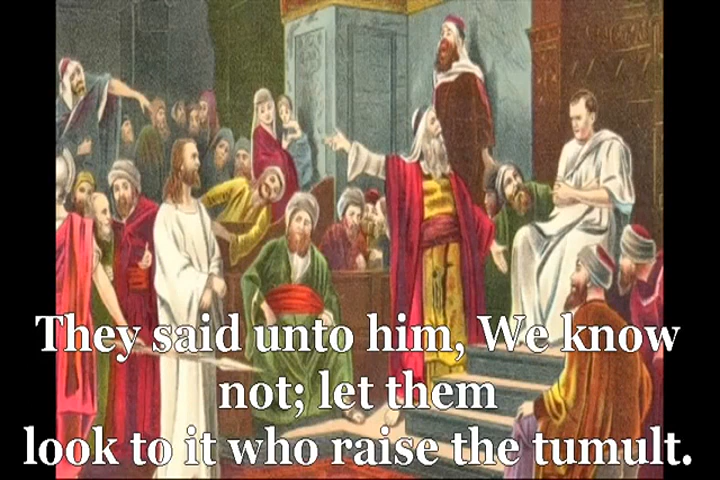 They said unto him, We know
not; let them
look to it who raise the tumult.